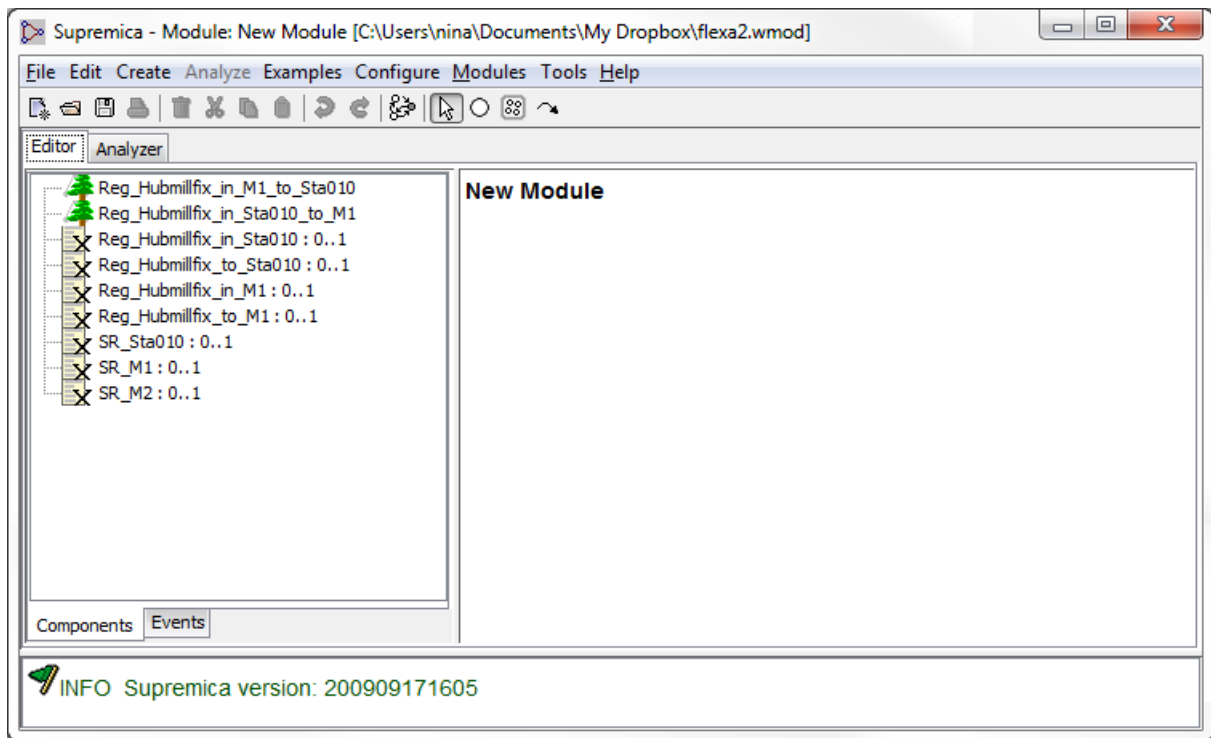 Supremica - Module: New Module [C:\Users\nina\Documents\My Dropbox\flexa2.wmod]
File Edit Create Analyze Examples Configure Modules Tools Help
Editor Analyzer
Reg_Hubmillfix_in_M1_to_Sta010
Reg_Hubmillfix_in_Sta010_to_M1
Reg_Hubmillfix_in_Sta010 : 0..1
Reg_Hubmillfix_to_Sta010 : 0..1
Reg_Hubmillfix_in_M1 : 0..1
Reg_Hubmillfix_to_M1 : 0..1
SR_Sta010 : 0..1
SR_M1 : 0..1
SR_M2 : 0..1
New Module
Components Events
INFO Supremica version: 200909171605